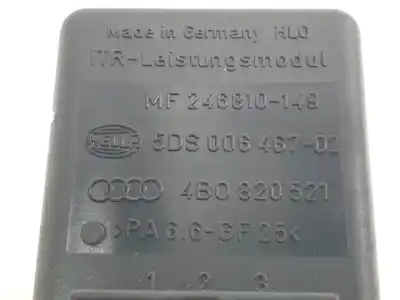 Made in Germany HLO
ITR-Leistungsmodul
MF 246810-149
HELLA 5DS 006 467-02
4B0 820 521
>PA 6.6-GF 25<
1 2 3